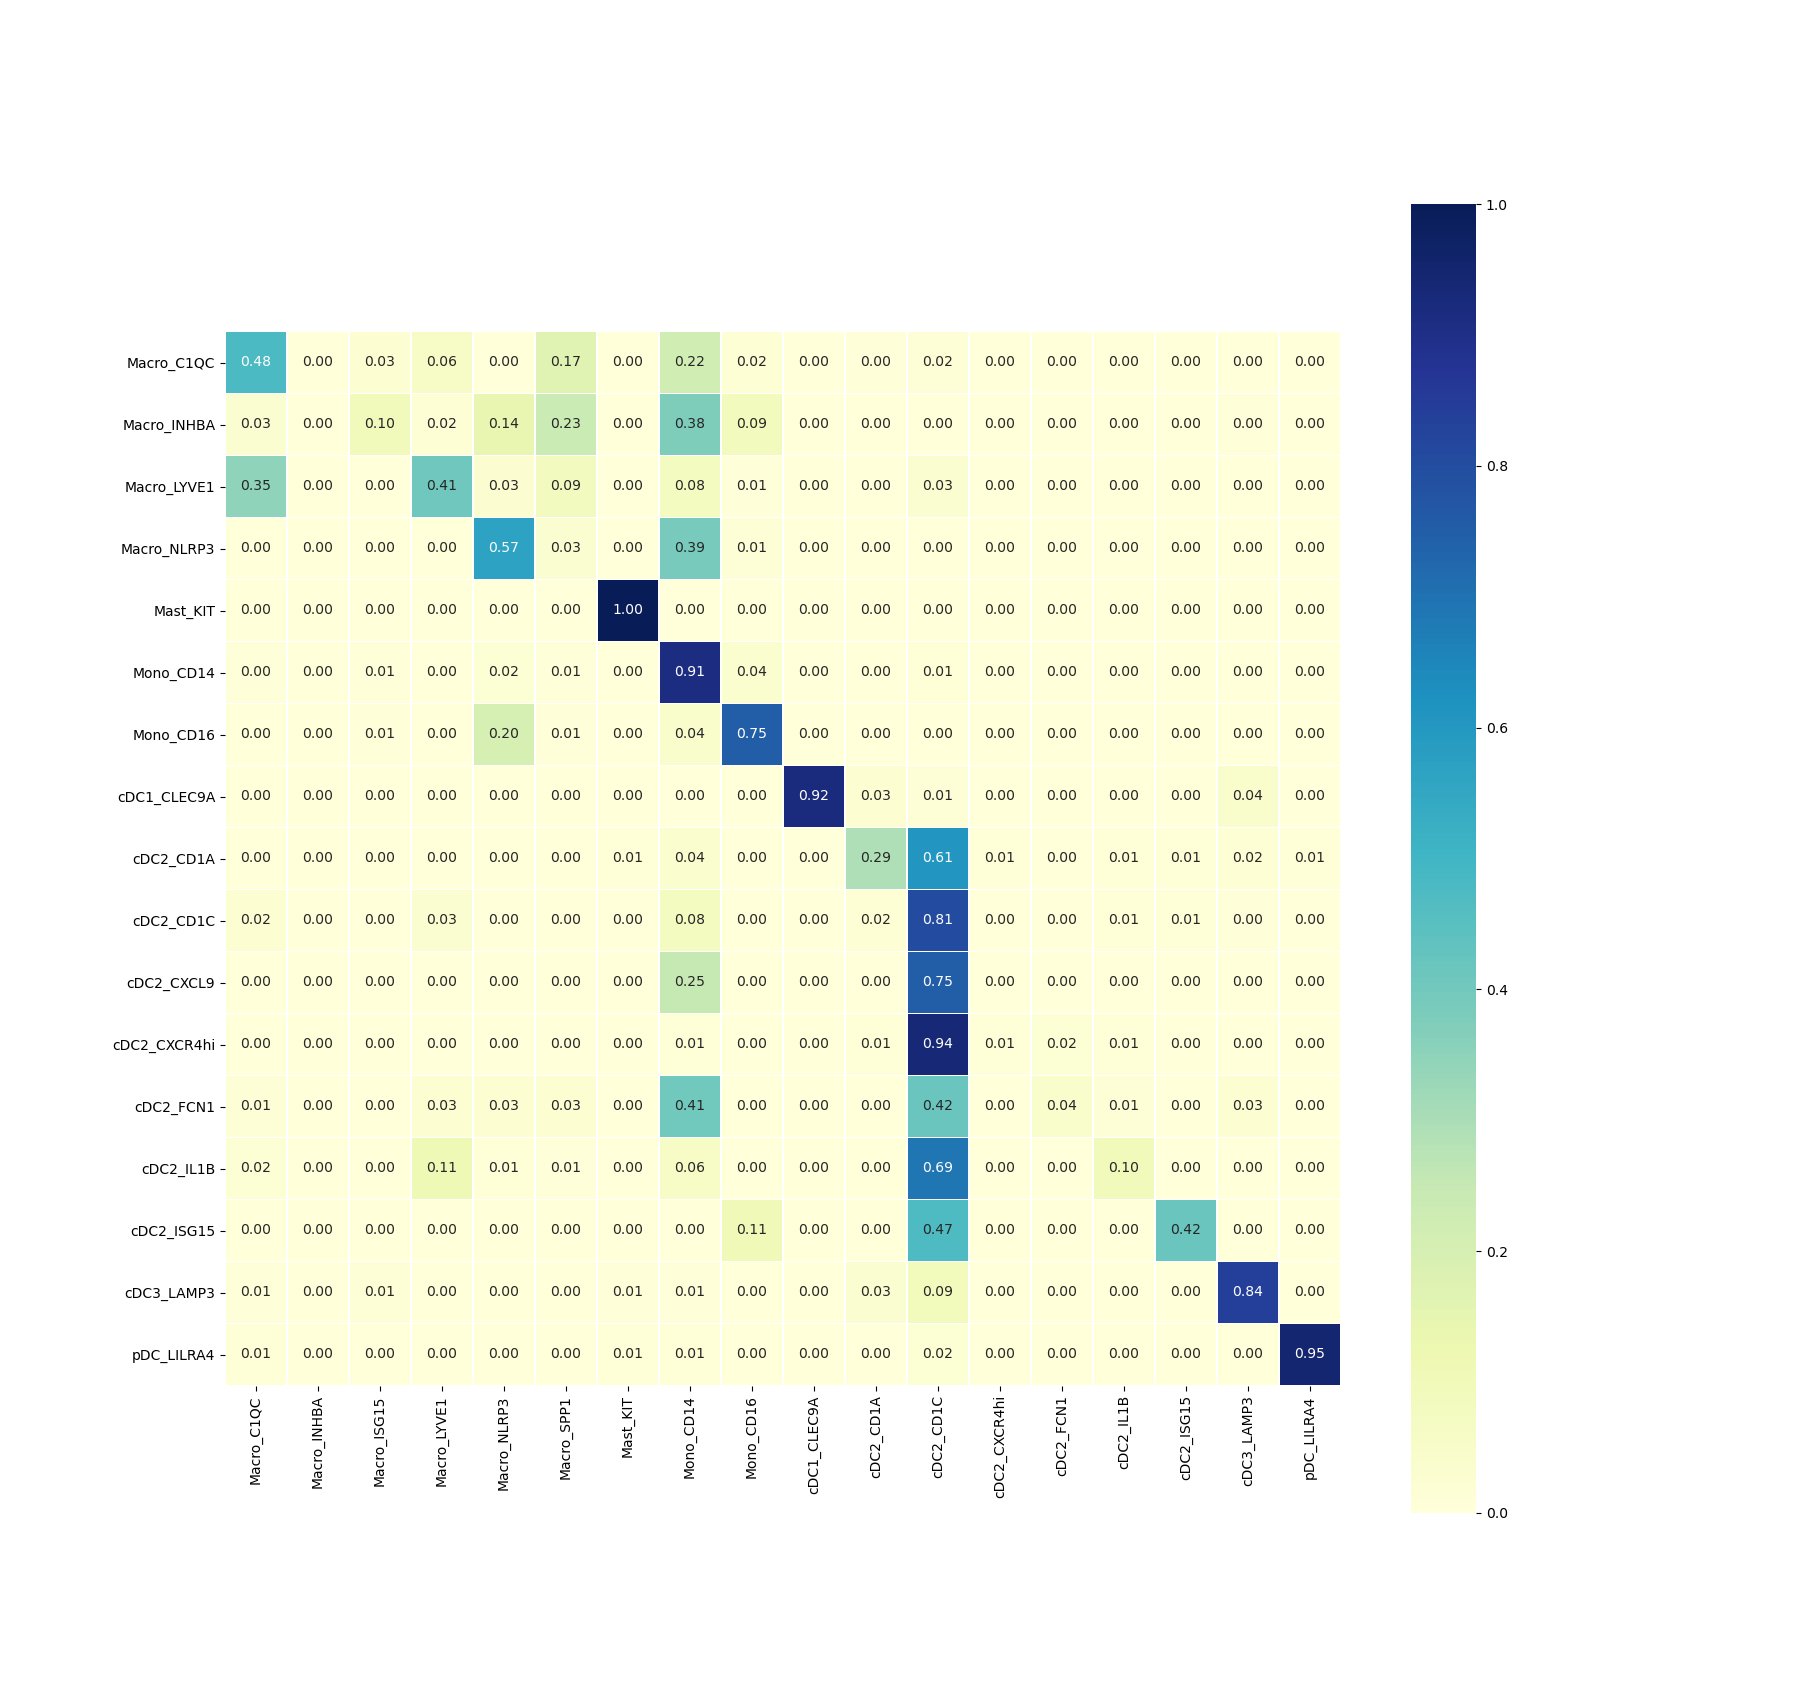 Macro_C1QC 0.48 0.00 0.03 0.06 0.00 0.17 0.00 0.22 0.02 0.00 0.00 0.02 0.00 0.00 0.00 0.00 0.00 0.00
Macro_INHBA 0.03 0.00 0.10 0.02 0.14 0.23 0.00 0.38 0.09 0.00 0.00 0.00 0.00 0.00 0.00 0.00 0.00 0.00
Macro_LYVE1 0.35 0.00 0.00 0.41 0.03 0.09 0.00 0.08 0.01 0.00 0.00 0.03 0.00 0.00 0.00 0.00 0.00 0.00
Macro_NLRP3 0.00 0.00 0.00 0.00 0.57 0.03 0.00 0.39 0.01 0.00 0.00 0.00 0.00 0.00 0.00 0.00 0.00 0.00
Mast_KIT 0.00 0.00 0.00 0.00 0.00 0.00 1.00 0.00 0.00 0.00 0.00 0.00 0.00 0.00 0.00 0.00 0.00 0.00
Mono_CD14 0.00 0.00 0.01 0.00 0.02 0.01 0.00 0.91 0.04 0.00 0.00 0.01 0.00 0.00 0.00 0.00 0.00 0.00
Mono_CD16 0.00 0.00 0.01 0.00 0.20 0.01 0.00 0.04 0.75 0.00 0.00 0.00 0.00 0.00 0.00 0.00 0.00 0.00
cDC1_CLEC9A 0.00 0.00 0.00 0.00 0.00 0.00 0.00 0.00 0.00 0.92 0.03 0.01 0.00 0.00 0.00 0.00 0.04 0.00
cDC2_CD1A 0.00 0.00 0.00 0.00 0.00 0.00 0.01 0.04 0.00 0.00 0.29 0.61 0.01 0.00 0.01 0.01 0.02 0.01
cDC2_CD1C 0.02 0.00 0.00 0.03 0.00 0.00 0.00 0.08 0.00 0.00 0.02 0.81 0.00 0.00 0.01 0.01 0.00 0.00
cDC2_CXCL9 0.00 0.00 0.00 0.00 0.00 0.00 0.00 0.25 0.00 0.00 0.00 0.75 0.00 0.00 0.00 0.00 0.00 0.00
cDC2_CXCR4hi 0.00 0.00 0.00 0.00 0.00 0.00 0.00 0.01 0.00 0.00 0.01 0.94 0.01 0.02 0.01 0.00 0.00 0.00
cDC2_FCN1 0.01 0.00 0.00 0.03 0.03 0.03 0.00 0.41 0.00 0.00 0.00 0.42 0.00 0.04 0.01 0.00 0.03 0.00
cDC2_IL1B 0.02 0.00 0.00 0.11 0.01 0.01 0.00 0.06 0.00 0.00 0.00 0.69 0.00 0.00 0.10 0.00 0.00 0.00
cDC2_ISG15 0.00 0.00 0.00 0.00 0.00 0.00 0.00 0.00 0.11 0.00 0.00 0.47 0.00 0.00 0.00 0.42 0.00 0.00
cDC3_LAMP3 0.01 0.00 0.01 0.00 0.00 0.00 0.01 0.01 0.00 0.00 0.03 0.09 0.00 0.00 0.00 0.00 0.84 0.00
pDC_LILRA4 0.01 0.00 0.00 0.00 0.00 0.00 0.01 0.01 0.00 0.00 0.00 0.02 0.00 0.00 0.00 0.00 0.00 0.95
Macro_C1QC
Macro_INHBA
Macro_ISG15
Macro_LYVE1
Macro_NLRP3
Macro_SPP1
Mast_KIT
Mono_CD14
Mono_CD16
cDC1_CLEC9A
cDC2_CD1A
cDC2_CD1C
cDC2_CXCR4hi
cDC2_FCN1
cDC2_IL1B
cDC2_ISG15
cDC3_LAMP3
pDC_LILRA4
1.0
0.8
0.6
0.4
0.2
0.0